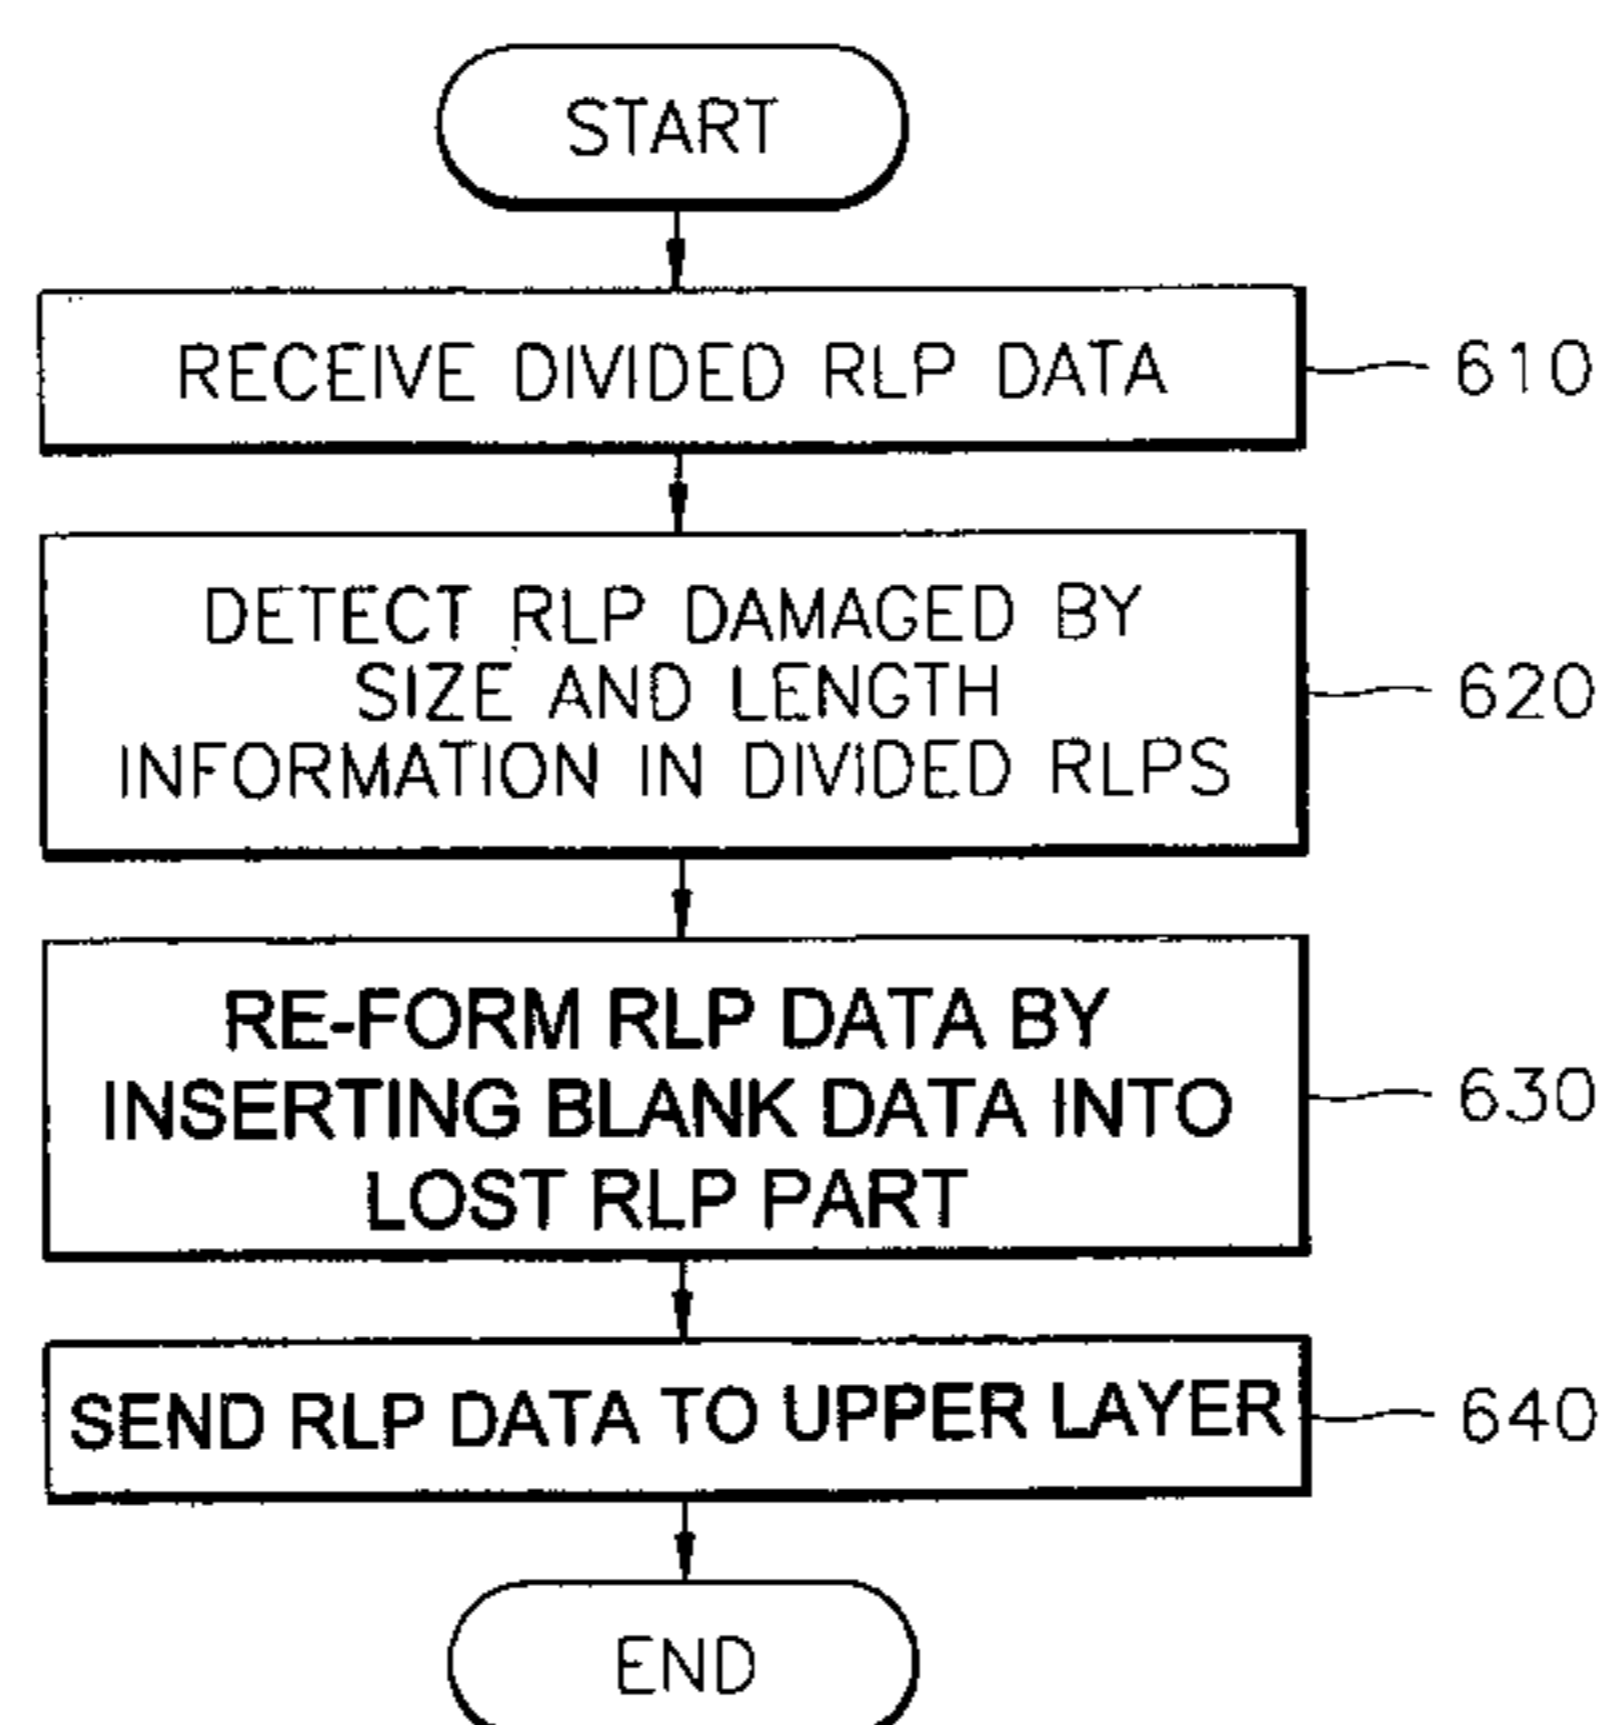 START
RECEIVE DIVIDED RLP DATA
610
DETECT RLP DAMAGED BY
SIZE AND LENGTH
INFORMATION IN DIVIDED RLPS
620
RE-FORM RLP DATA BY
INSERTING BLANK DATA INTO
LOST RLP PART
630
SEND RLP DATA TO UPPER LAYER
640
END